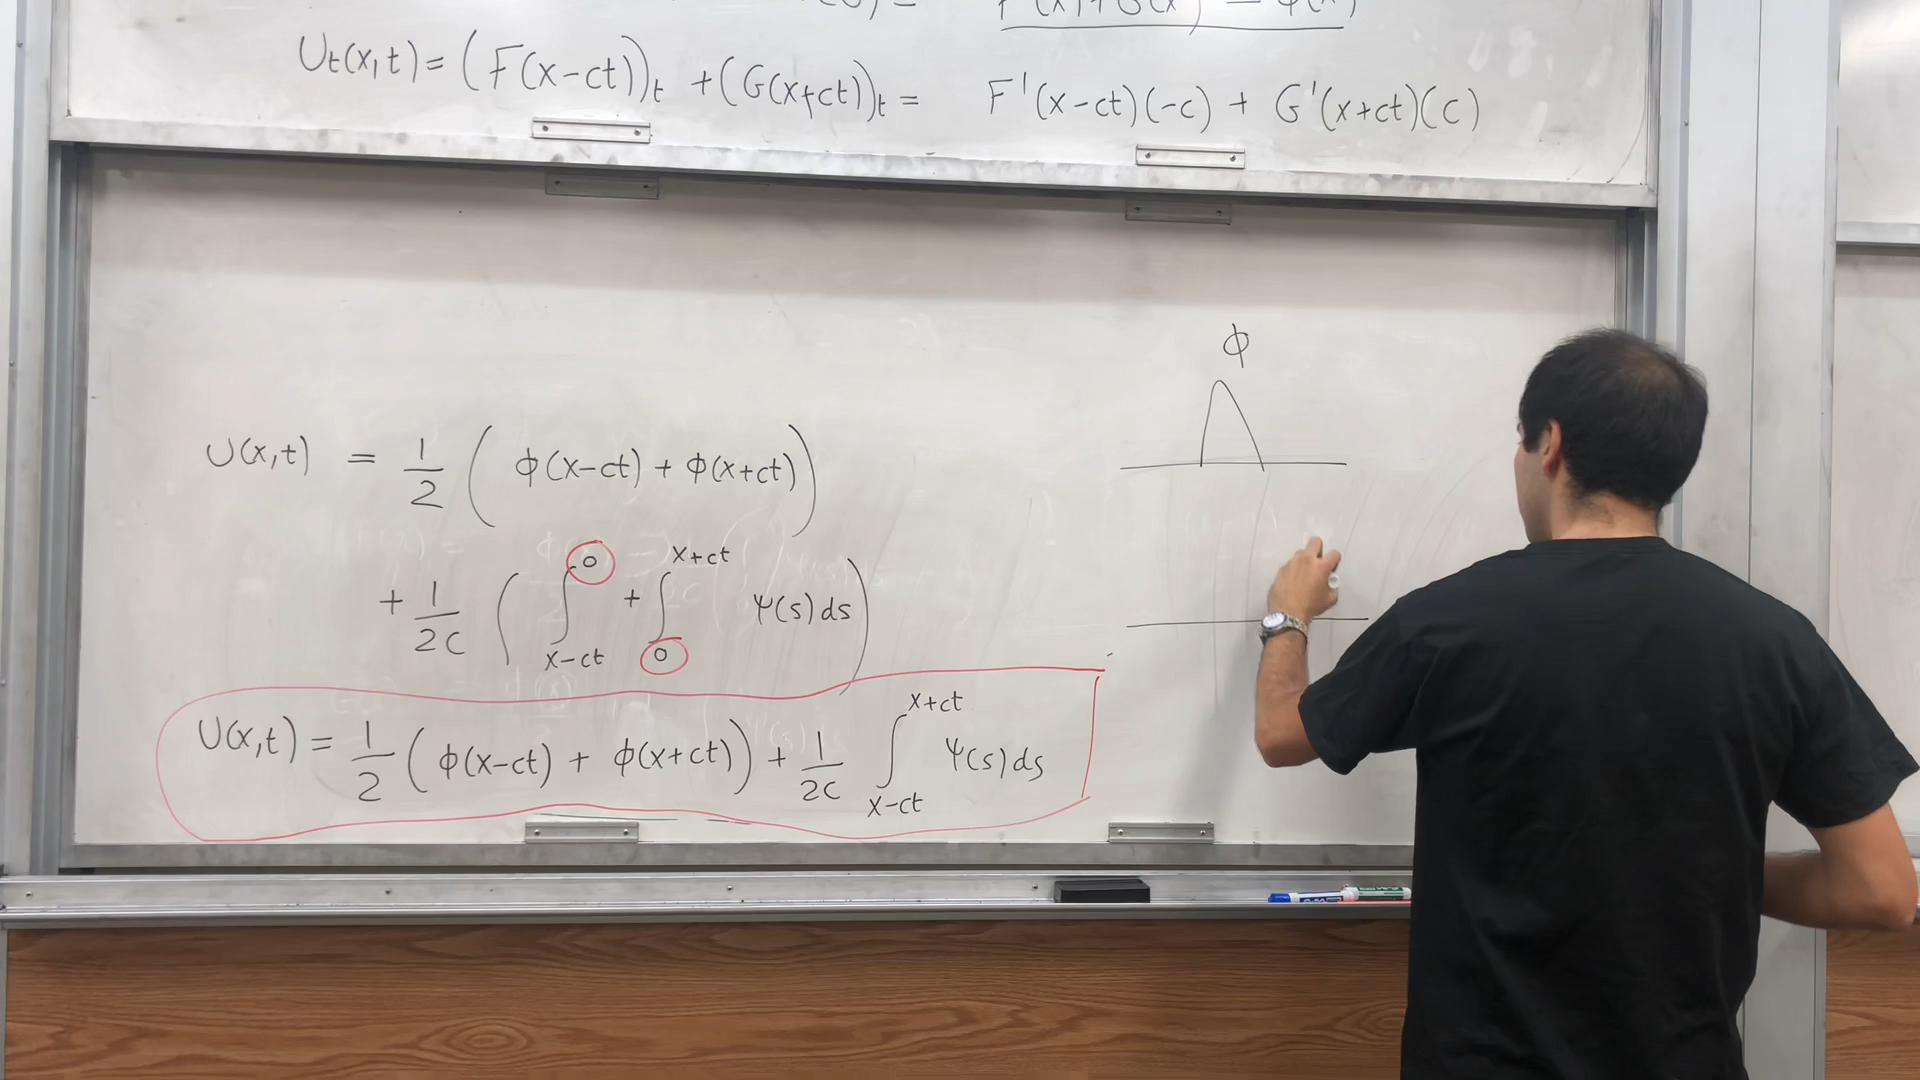 F(x)+G(x) = φ(x)
Ut(x,t) = (F(x-ct))t + (G(x+ct))t = F'(x-ct)(-c) + G'(x+ct)(c)
φ
U(x,t) = 1/2 ( φ(x-ct) + φ(x+ct) )
+ 1/2c ( ∫_{x-ct}^{0} + ∫_{0}^{x+ct} ψ(s)ds )
U(x,t) = 1/2 ( φ(x-ct) + φ(x+ct) ) + 1/2c ∫_{x-ct}^{x+ct} ψ(s)ds